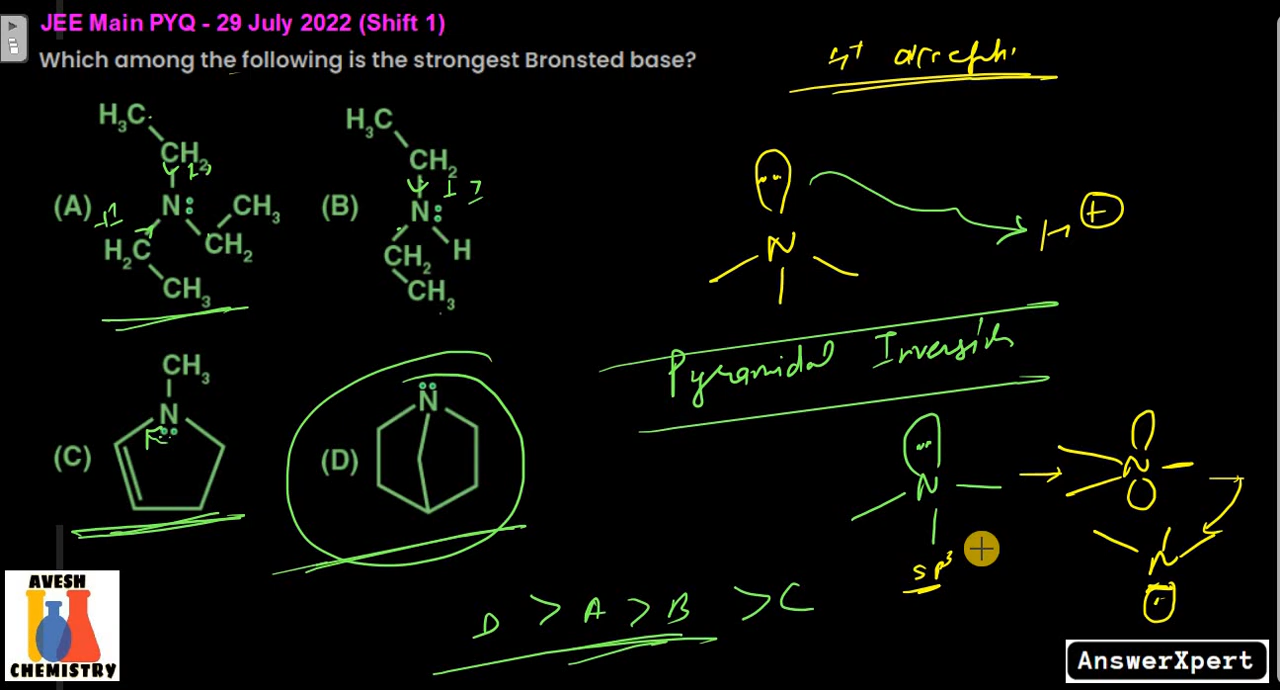 JEE Main PYQ - 29 July 2022 (Shift 1)
Which among the following is the strongest Bronsted base?
H⁺
(A)
H₃C
CH₂
N:
CH₃
CH₂
H₂C
CH₃
(B)
H₃C
CH₂
N:
H
CH₂
CH₃
N
H⊕
Pyramidal Inversion
(C)
CH₃
N
(D)
N
N
N
N
sp³
D > A > B > C
AVESH
CHEMISTRY
AnswerXpert